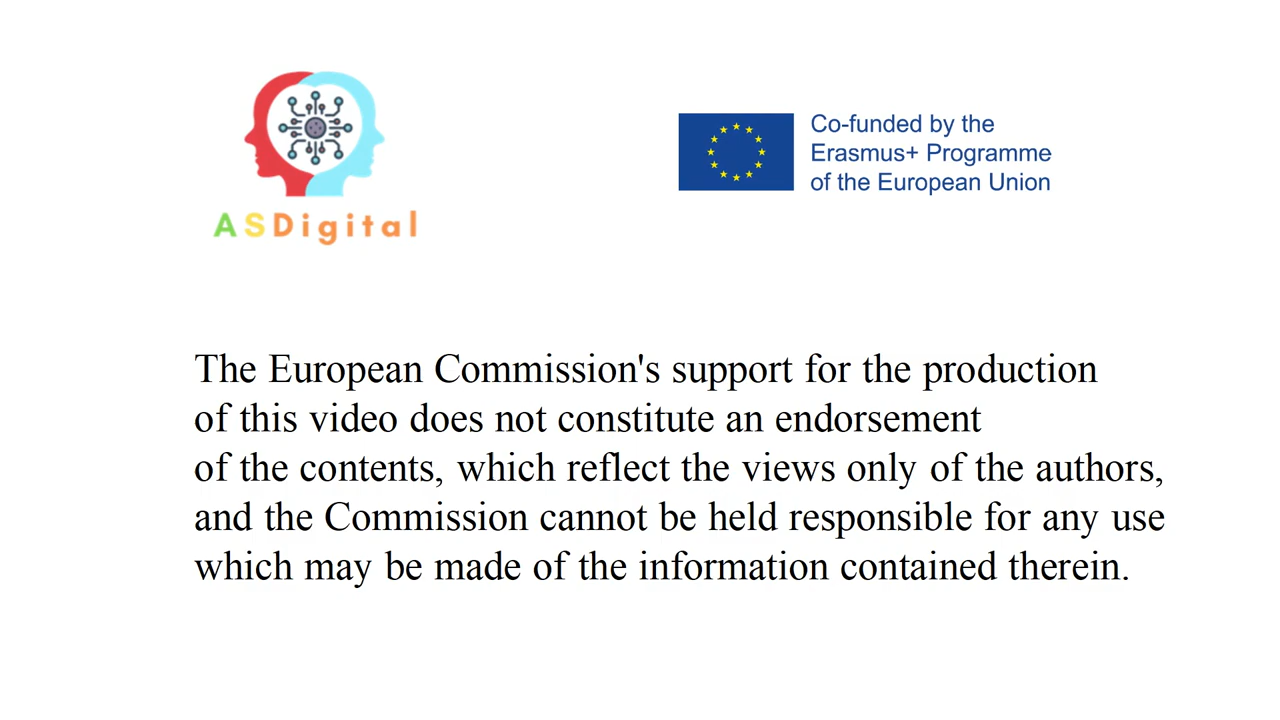 ASDigital
Co-funded by the
Erasmus+ Programme
of the European Union
The European Commission's support for the production
of this video does not constitute an endorsement
of the contents, which reflect the views only of the authors,
and the Commission cannot be held responsible for any use
which may be made of the information contained therein.